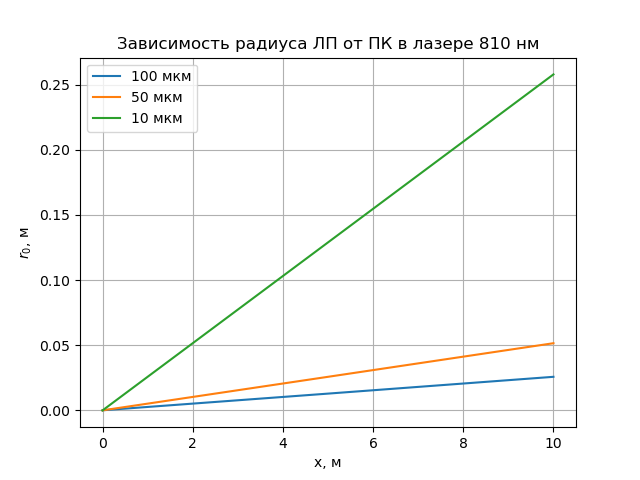 Зависимость радиуса ЛП от ПК в лазере 810 нм
100 мкм
50 мкм
10 мкм
0.25
0.20
0.15
0.10
0.05
0.00
r₀, м
0 2 4 6 8 10
x, м